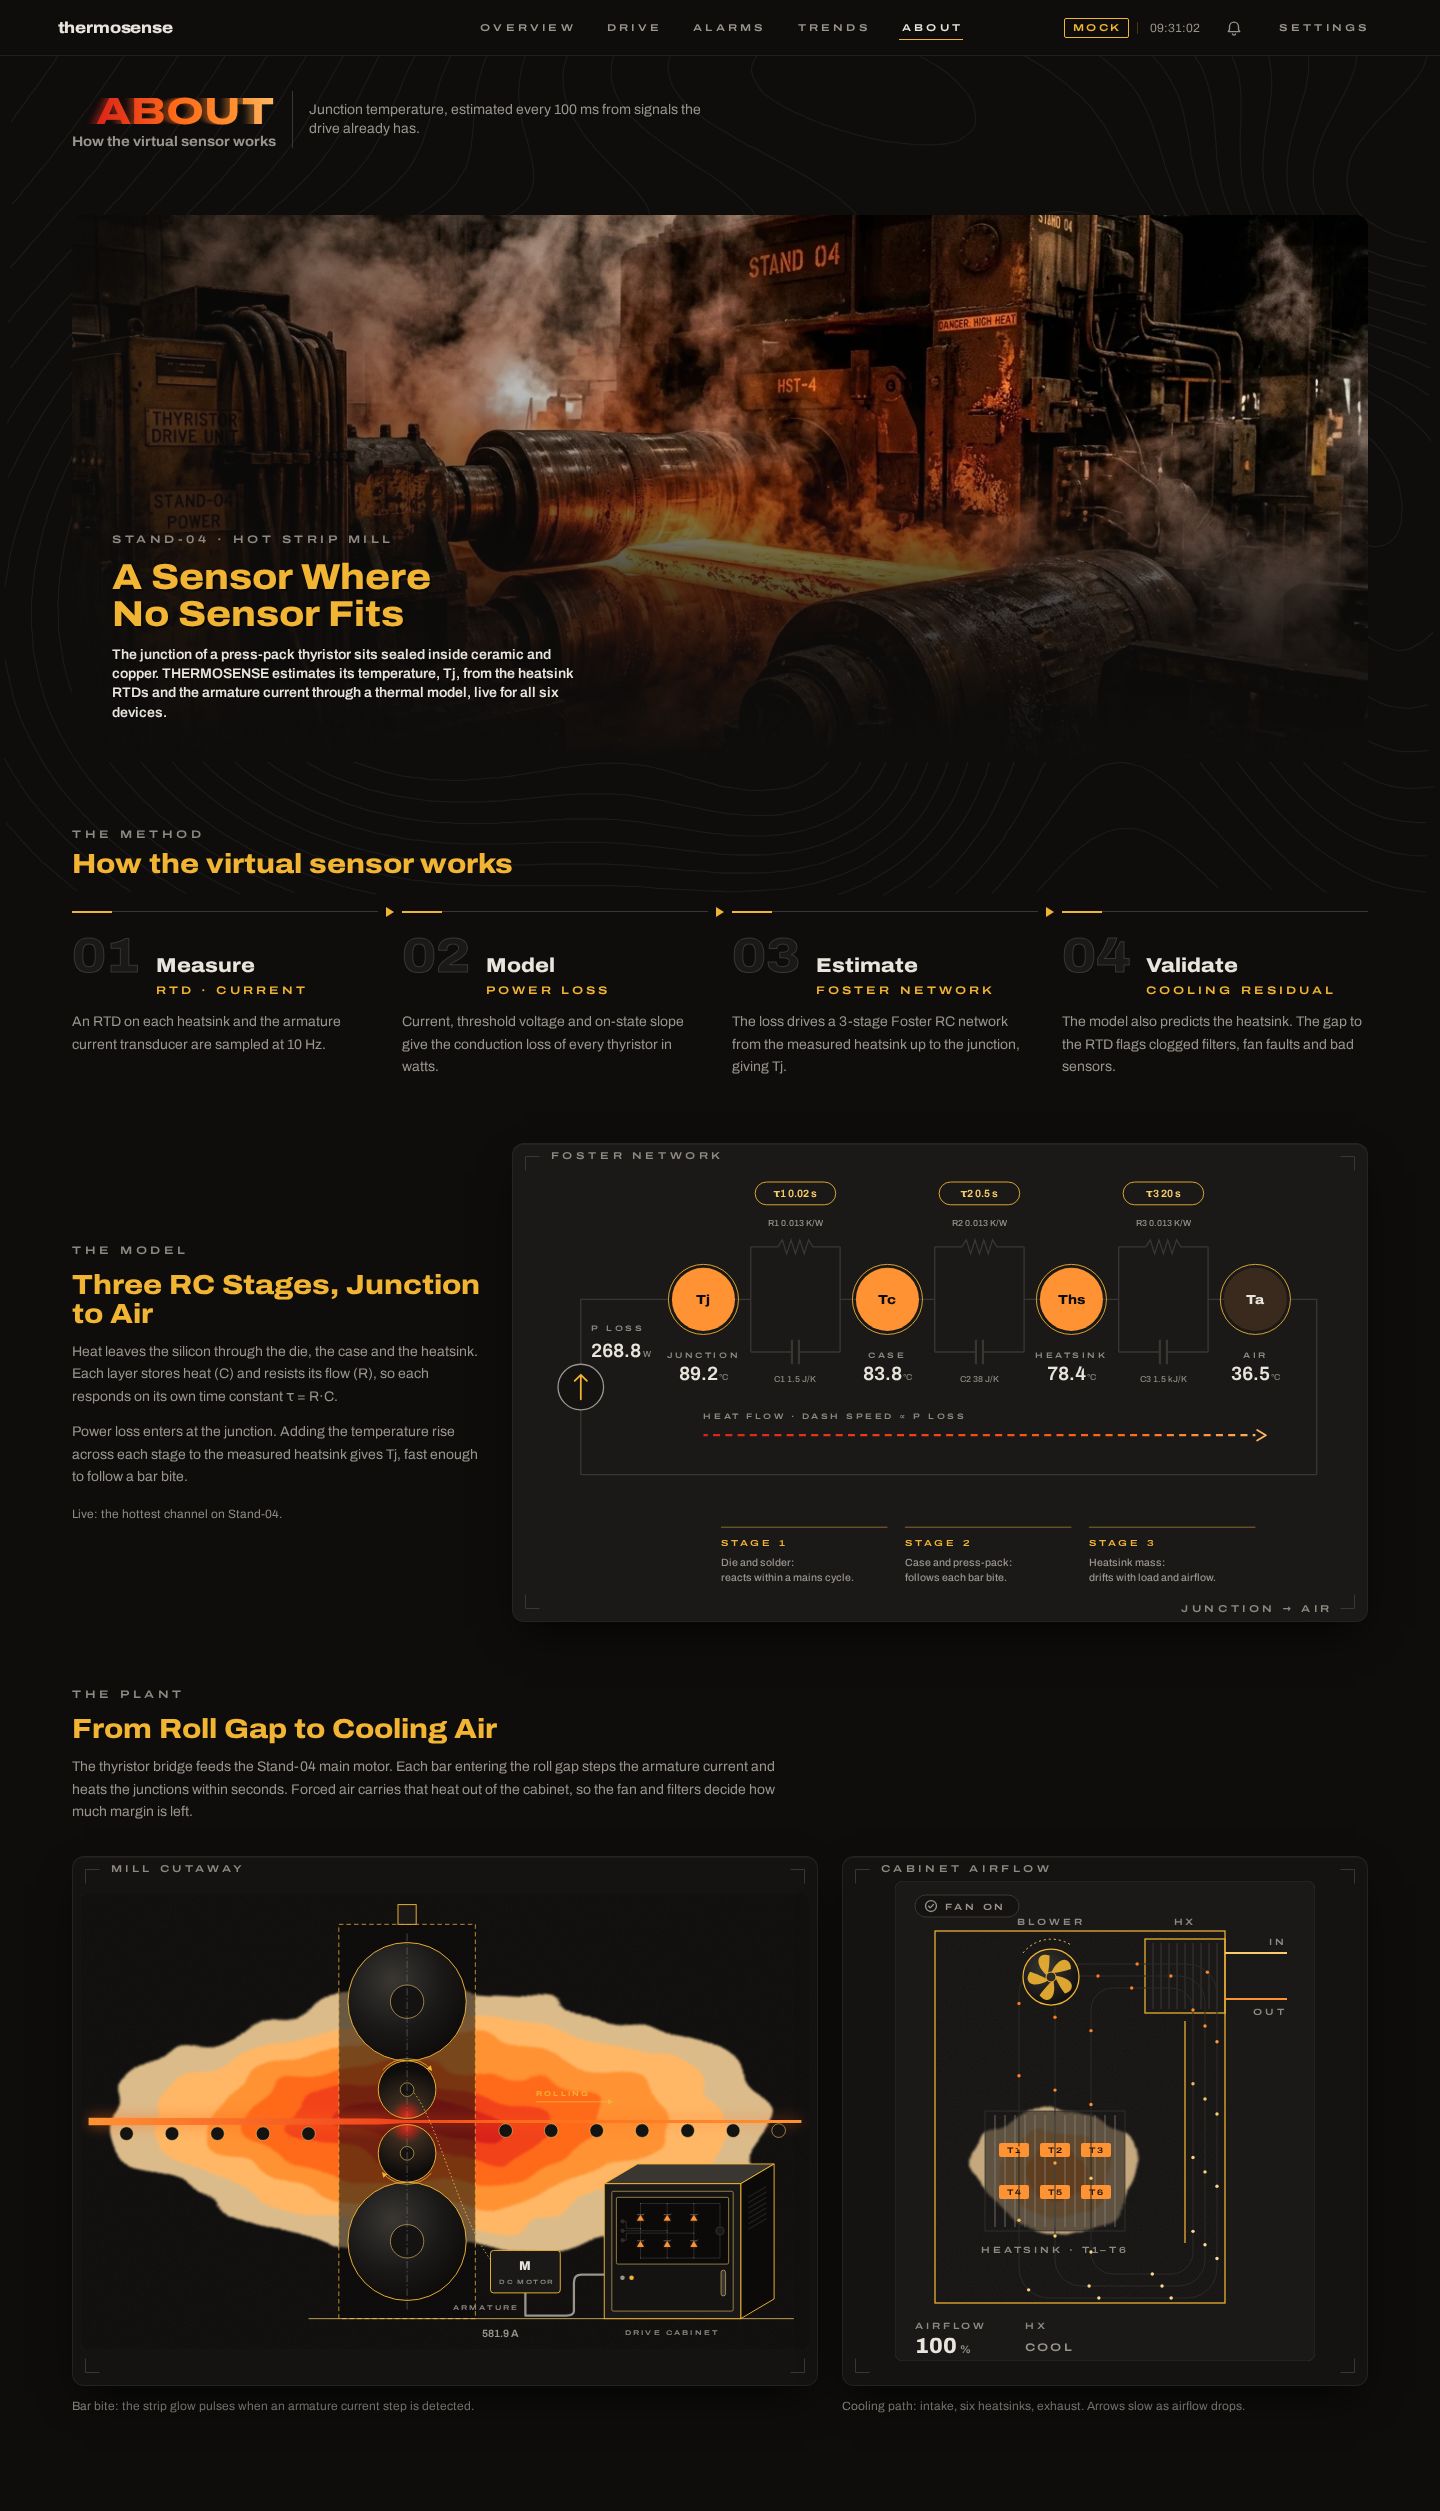 thermosense
OVERVIEW DRIVE ALARMS TRENDS ABOUT
MOCK 09:31:02 SETTINGS
ABOUT
How the virtual sensor works
Junction temperature, estimated every 100 ms from signals the
drive already has.
STAND 04
STAND 04
DANGER: HIGH HEAT
HST-4
THYRISTOR
DRIVE UNIT
STAND-04
POWER
STAND-04 · HOT STRIP MILL
A Sensor Where
No Sensor Fits
The junction of a press-pack thyristor sits sealed inside ceramic and
copper. THERMOSENSE estimates its temperature, Tj, from the heatsink
RTDs and the armature current through a thermal model, live for all six
devices.
THE METHOD
How the virtual sensor works
01 Measure
RTD · CURRENT
An RTD on each heatsink and the armature
current transducer are sampled at 10 Hz.
02 Model
POWER LOSS
Current, threshold voltage and on-state slope
give the conduction loss of every thyristor in
watts.
03 Estimate
FOSTER NETWORK
The loss drives a 3-stage Foster RC network
from the measured heatsink up to the junction,
giving Tj.
04 Validate
COOLING RESIDUAL
The model also predicts the heatsink. The gap to
the RTD flags clogged filters, fan faults and bad
sensors.
THE MODEL
Three RC Stages, Junction
to Air
Heat leaves the silicon through the die, the case and the heatsink.
Each layer stores heat (C) and resists its flow (R), so each
responds on its own time constant τ = R·C.
Power loss enters at the junction. Adding the temperature rise
across each stage to the measured heatsink gives Tj, fast enough
to follow a bar bite.
Live: the hottest channel on Stand-04.
FOSTER NETWORK
τ1 0.02 s τ2 0.5 s τ3 20 s
R1 0.013 K/W R2 0.013 K/W R3 0.013 K/W
Tj Tc Ths Ta
P LOSS
268.8 W
JUNCTION CASE HEATSINK AIR
89.2 °C 83.8 °C 78.4 °C 36.5 °C
C1 1.5 J/K C2 38 J/K C3 1.5 kJ/K
HEAT FLOW · DASH SPEED ∝ P LOSS
STAGE 1
Die and solder:
reacts within a mains cycle.
STAGE 2
Case and press-pack:
follows each bar bite.
STAGE 3
Heatsink mass:
drifts with load and airflow.
JUNCTION → AIR
THE PLANT
From Roll Gap to Cooling Air
The thyristor bridge feeds the Stand-04 main motor. Each bar entering the roll gap steps the armature current and
heats the junctions within seconds. Forced air carries that heat out of the cabinet, so the fan and filters decide how
much margin is left.
MILL CUTAWAY
ROLLING
M
DC MOTOR
ARMATURE
581.9 A
DRIVE CABINET
Bar bite: the strip glow pulses when an armature current step is detected.
CABINET AIRFLOW
FAN ON
BLOWER HX
IN
OUT
T1 T2 T3
T4 T5 T6
HEATSINK · T1–T6
AIRFLOW HX
100 % COOL
Cooling path: intake, six heatsinks, exhaust. Arrows slow as airflow drops.